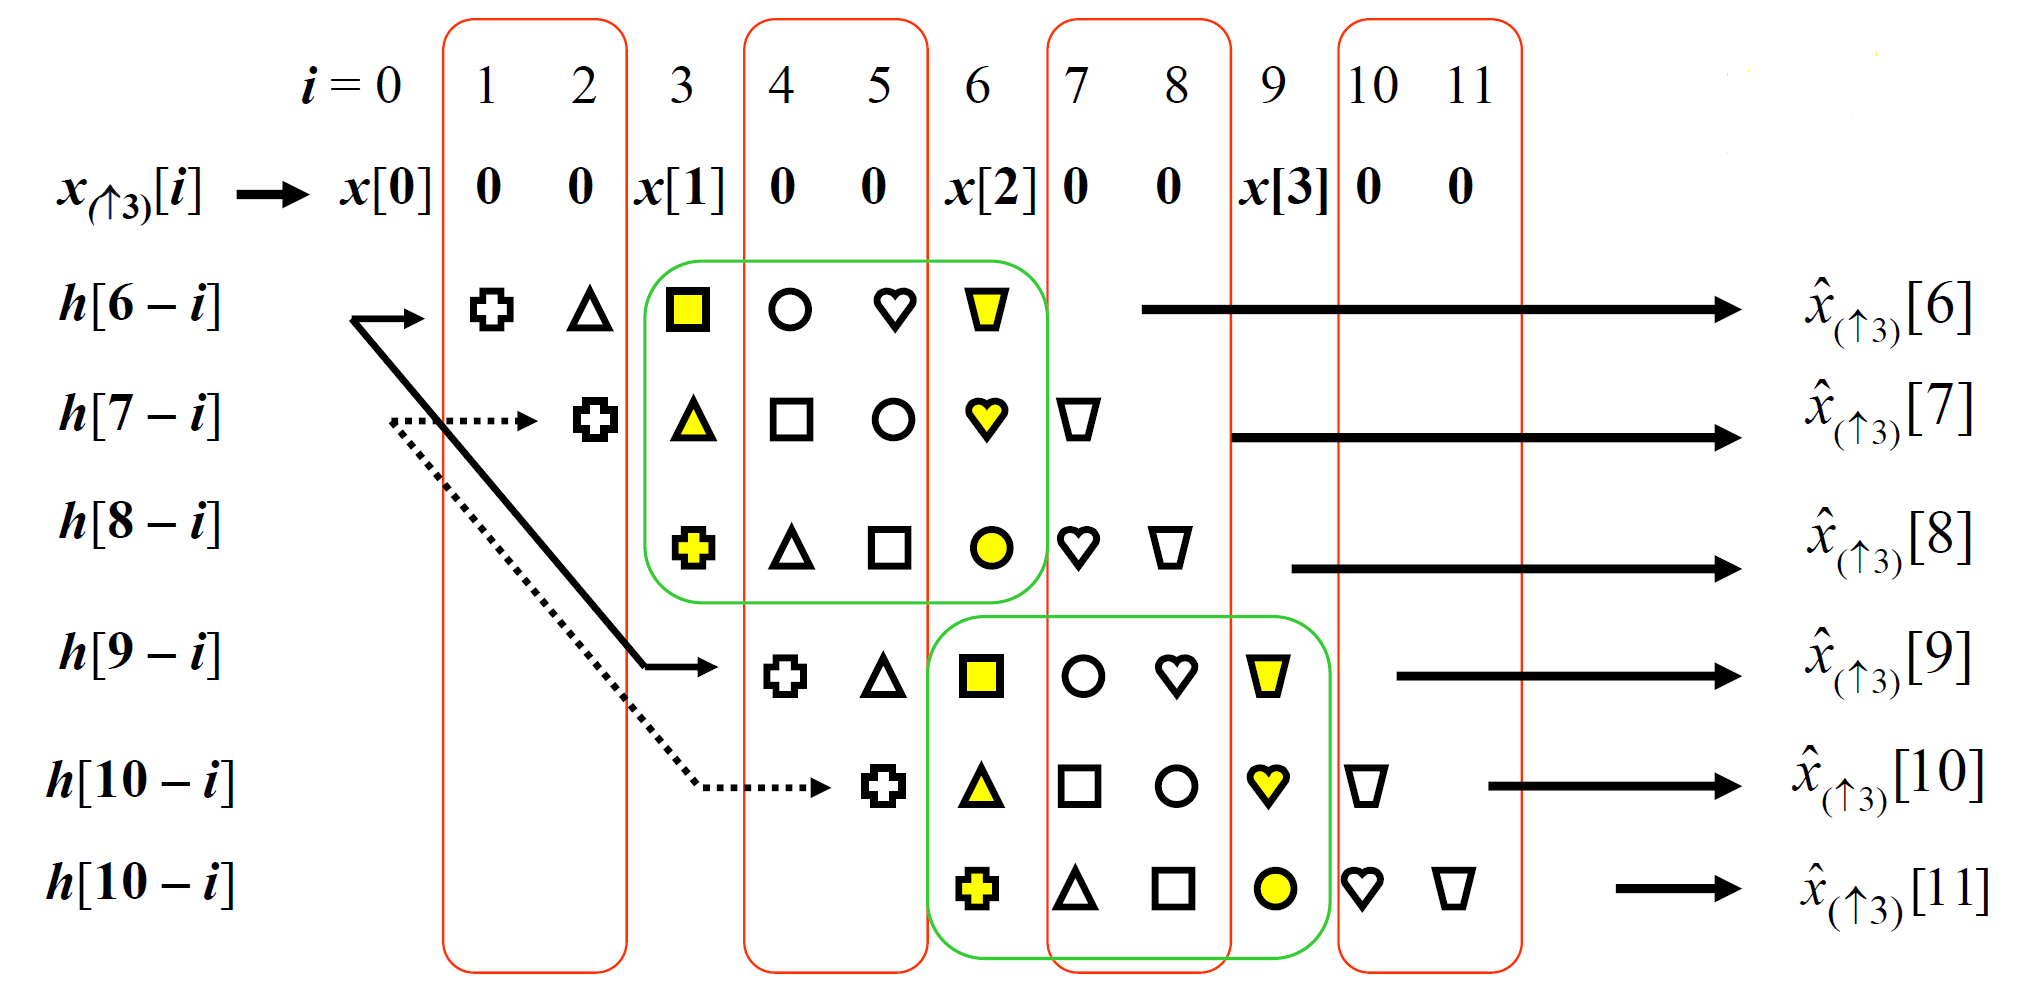 i = 0 1 2 3 4 5 6 7 8 9 10 11
x(↑3)[i] x[0] 0 0 x[1] 0 0 x[2] 0 0 x[3] 0 0
h[6 – i] x̂(↑3)[6]
h[7 – i] x̂(↑3)[7]
h[8 – i] x̂(↑3)[8]
h[9 – i] x̂(↑3)[9]
h[10 – i] x̂(↑3)[10]
h[10 – i] x̂(↑3)[11]